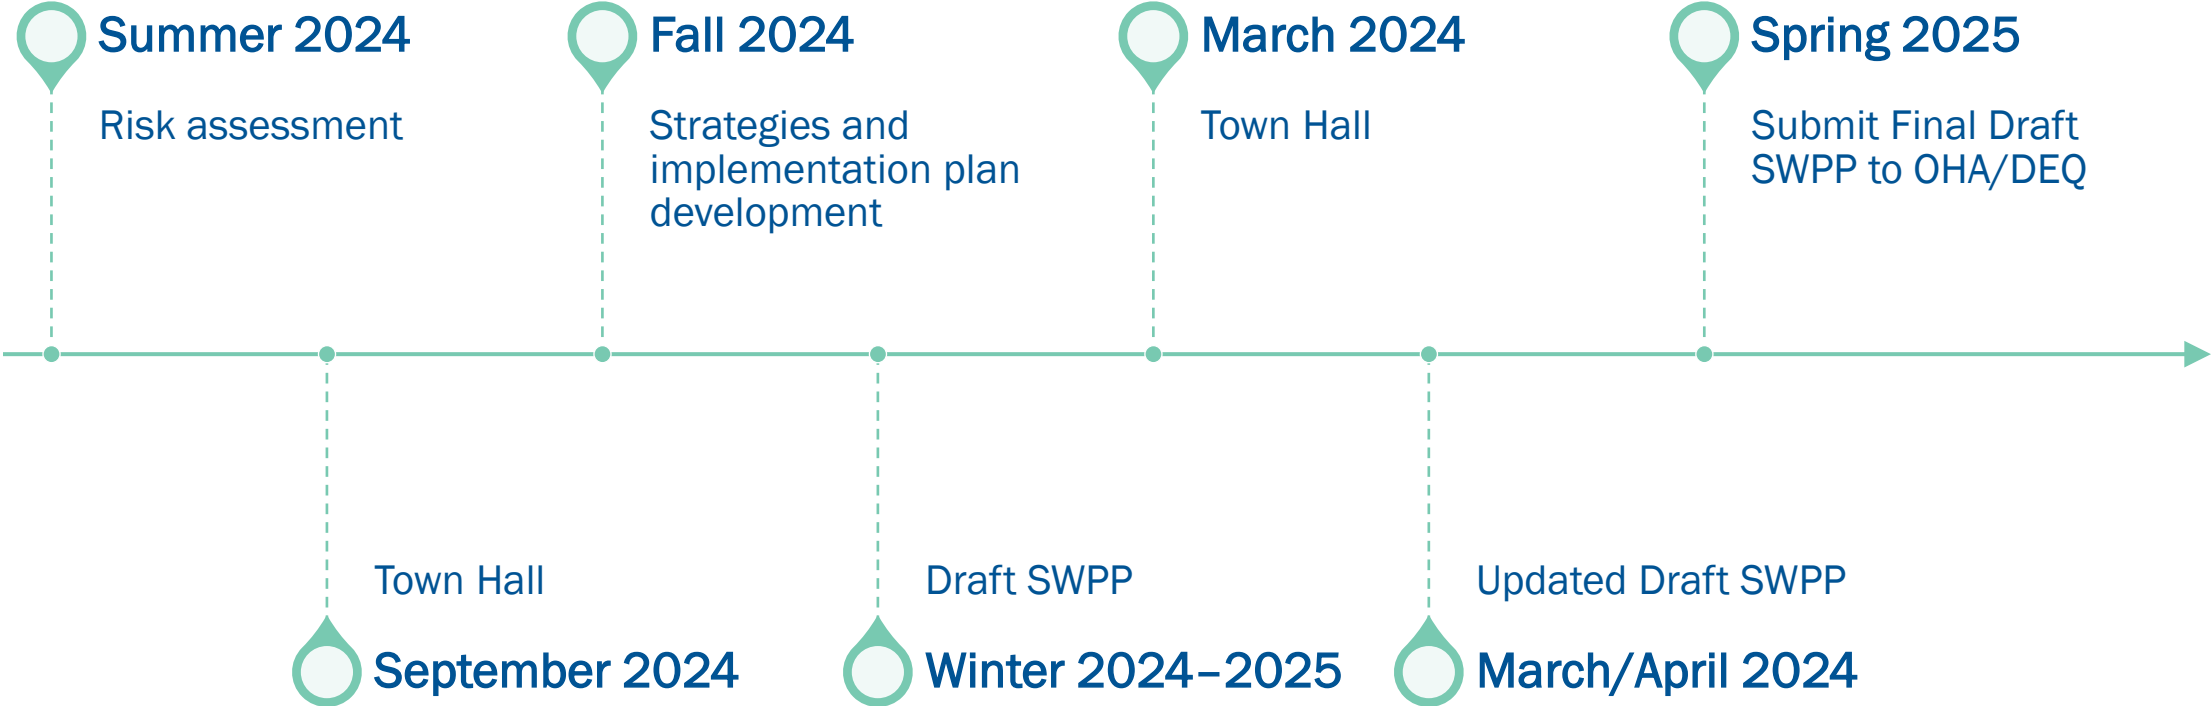 Summer 2024
Risk assessment
Town Hall
September 2024
Fall 2024
Strategies and
implementation plan
development
Draft SWPP
Winter 2024–2025
March 2024
Town Hall
Updated Draft SWPP
March/April 2024
Spring 2025
Submit Final Draft
SWPP to OHA/DEQ